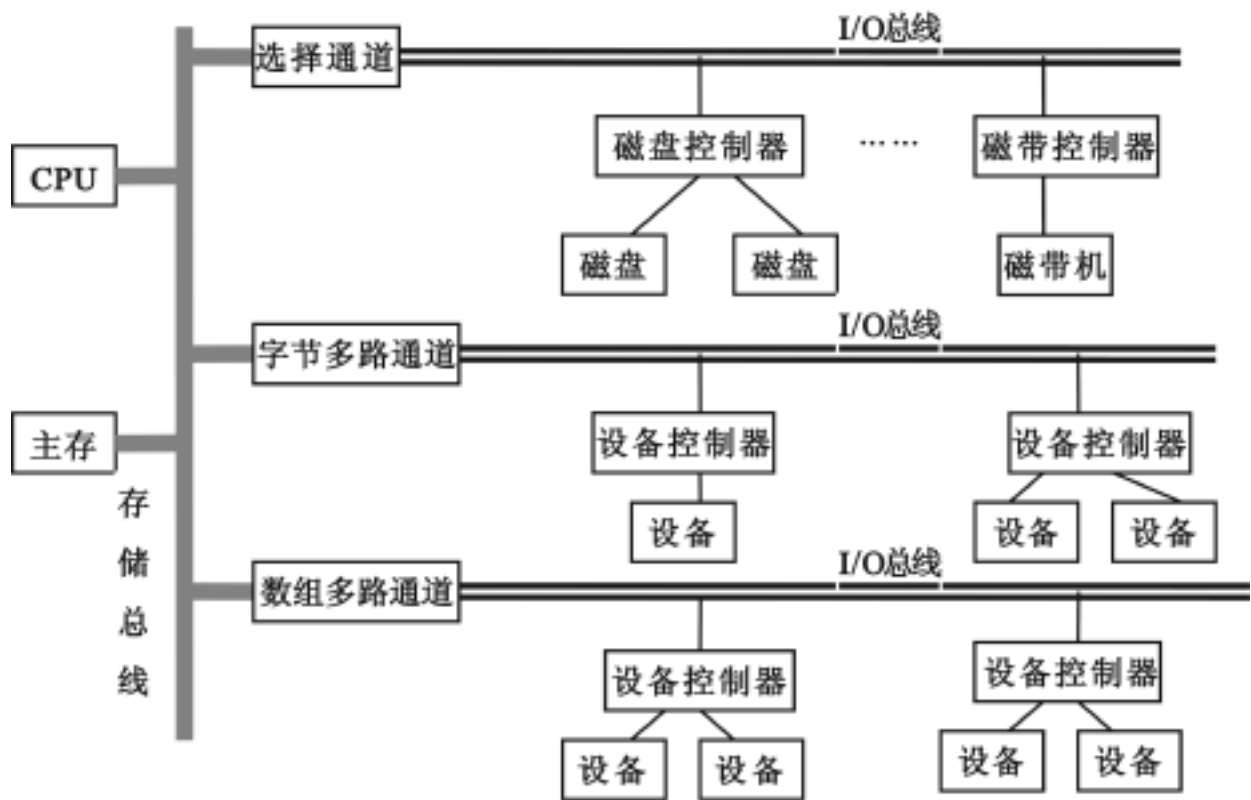 I/O总线
选择通道
CPU
磁盘控制器
……
磁带控制器
磁盘
磁盘
磁带机
I/O总线
字节多路通道
主存
设备控制器
设备控制器
存储总线
设备
设备
设备
I/O总线
数组多路通道
设备控制器
设备控制器
设备
设备
设备
设备